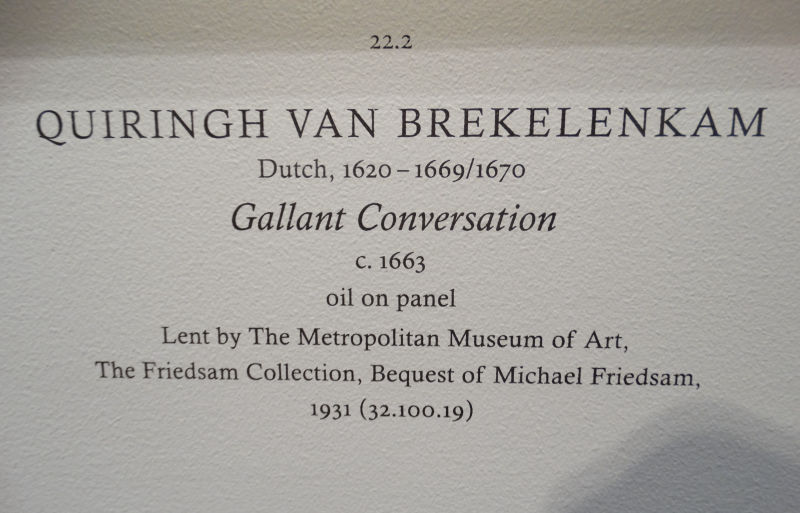 22.2
QUIRINGH VAN BREKELENKAM
Dutch, 1620–1669/1670
Gallant Conversation
c. 1663
oil on panel
Lent by The Metropolitan Museum of Art,
The Friedsam Collection, Bequest of Michael Friedsam,
1931 (32.100.19)